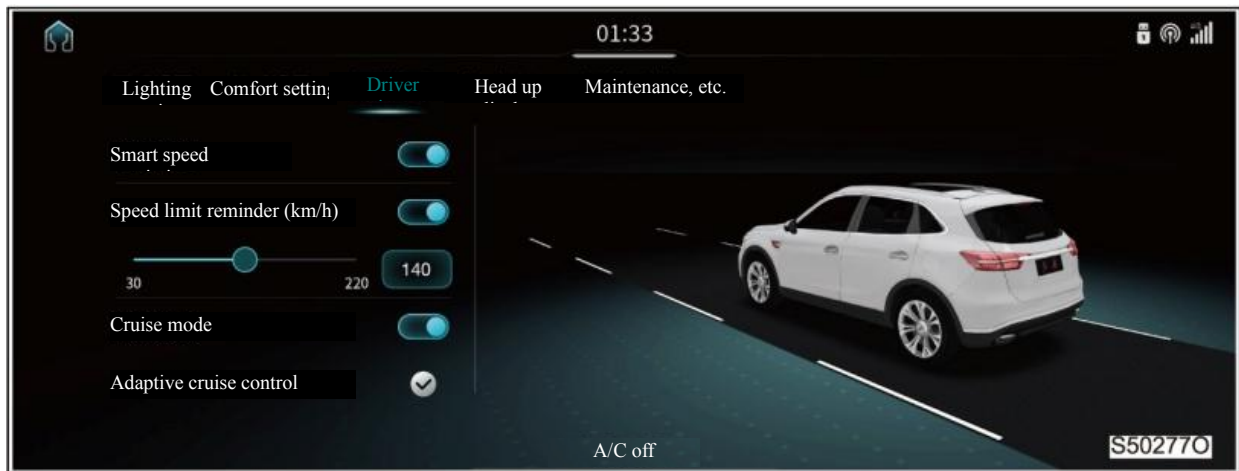 01:33
Lighting Comfort setting Driver Head up Maintenance, etc.
Smart speed
Speed limit reminder (km/h)
140
30 220
Cruise mode
Adaptive cruise control
A/C off
S50277O